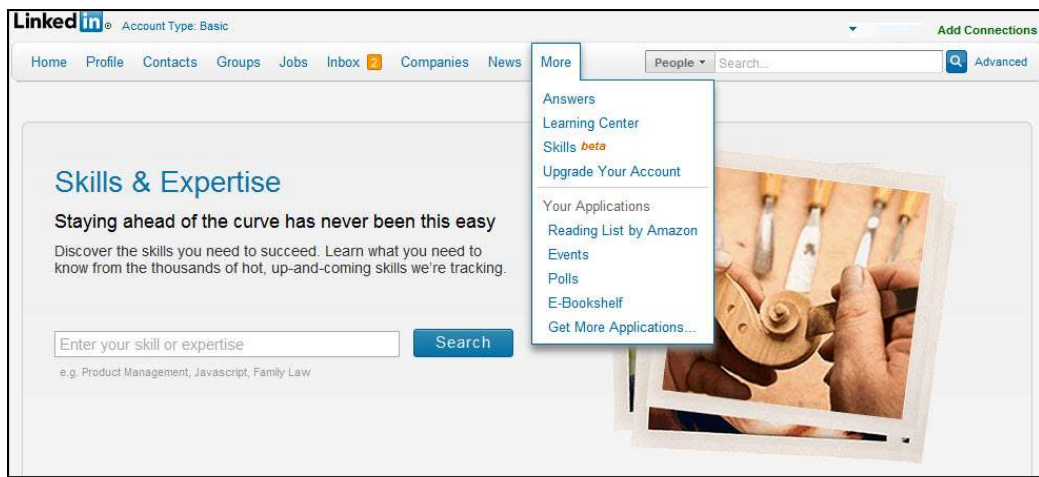 Linked in® Account Type: Basic
Add Connections
Home Profile Contacts Groups Jobs Inbox 2 Companies News More People Search... Advanced
Answers
Learning Center
Skills beta
Upgrade Your Account
Your Applications
Reading List by Amazon
Events
Polls
E-Bookshelf
Get More Applications...
Skills & Expertise
Staying ahead of the curve has never been this easy
Discover the skills you need to succeed. Learn what you need to
know from the thousands of hot, up-and-coming skills we're tracking.
Enter your skill or expertise Search
e.g. Product Management, Javascript, Family Law